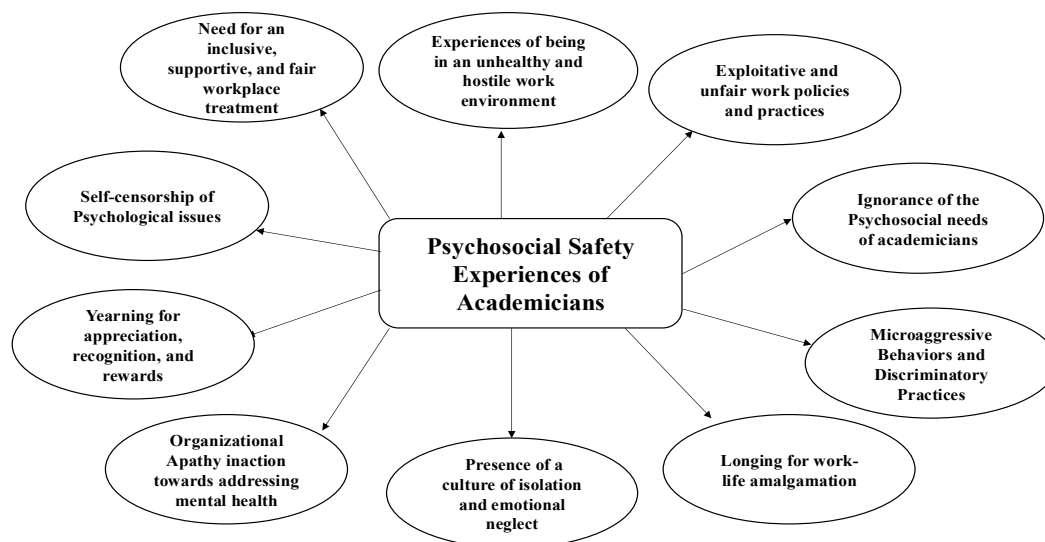 Need for an
inclusive,
supportive, and fair
workplace
treatment
Experiences of being
in an unhealthy and
hostile work
environment
Exploitative and
unfair work policies
and practices
Self-censorship of
Psychological issues
Ignorance of the
Psychosocial needs
of academicians
Psychosocial Safety
Experiences of
Academicians
Yearning for
appreciation,
recognition, and
rewards
Microaggressive
Behaviors and
Discriminatory
Practices
Organizational
Apathy inaction
towards addressing
mental health
Presence of a
culture of isolation
and emotional
neglect
Longing for work-
life amalgamation